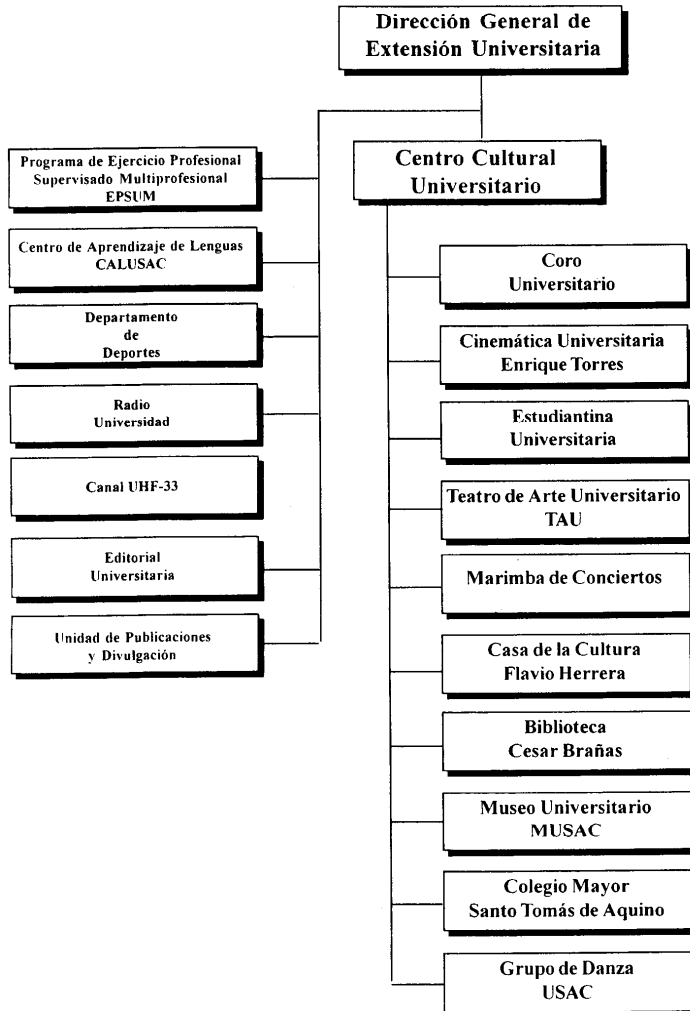 Dirección General de
Extensión Universitaria
Programa de Ejercicio Profesional
Supervisado Multiprofesional
EPSUM
Centro de Aprendizaje de Lenguas
CALUSAC
Departamento
de
Deportes
Radio
Universidad
Canal UHF-33
Editorial
Universitaria
Unidad de Publicaciones
y Divulgación
Centro Cultural
Universitario
Coro
Universitario
Cinemática Universitaria
Enrique Torres
Estudiantina
Universitaria
Teatro de Arte Universitario
TAU
Marimba de Conciertos
Casa de la Cultura
Flavio Herrera
Biblioteca
Cesar Brañas
Museo Universitario
MUSAC
Colegio Mayor
Santo Tomás de Aquino
Grupo de Danza
USAC